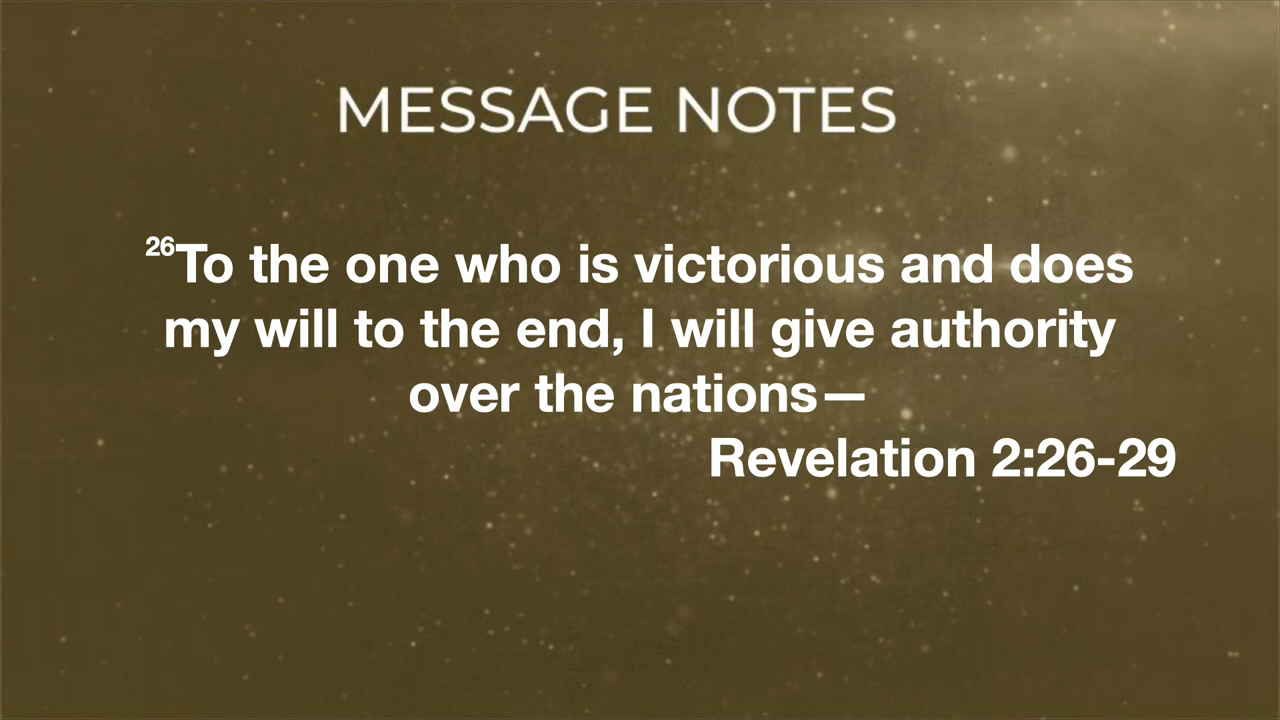 MESSAGE NOTES
26To the one who is victorious and does
my will to the end, I will give authority
over the nations—
Revelation 2:26-29